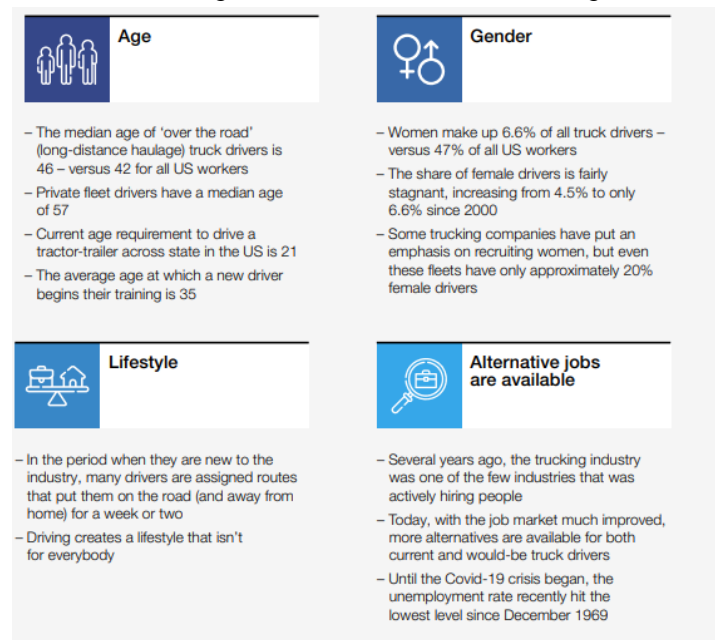 Age
– The median age of ‘over the road’
(long-distance haulage) truck drivers is
46 – versus 42 for all US workers
– Private fleet drivers have a median age
of 57
– Current age requirement to drive a
tractor-trailer across state in the US is 21
– The average age at which a new driver
begins their training is 35
Gender
– Women make up 6.6% of all truck drivers –
versus 47% of all US workers
– The share of female drivers is fairly
stagnant, increasing from 4.5% to only
6.6% since 2000
– Some trucking companies have put an
emphasis on recruiting women, but even
these fleets have only approximately 20%
female drivers
Lifestyle
– In the period when they are new to the
industry, many drivers are assigned routes
that put them on the road (and away from
home) for a week or two
– Driving creates a lifestyle that isn’t
for everybody
Alternative jobs
are available
– Several years ago, the trucking industry
was one of the few industries that was
actively hiring people
– Today, with the job market much improved,
more alternatives are available for both
current and would-be truck drivers
– Until the Covid-19 crisis began, the
unemployment rate recently hit the
lowest level since December 1969